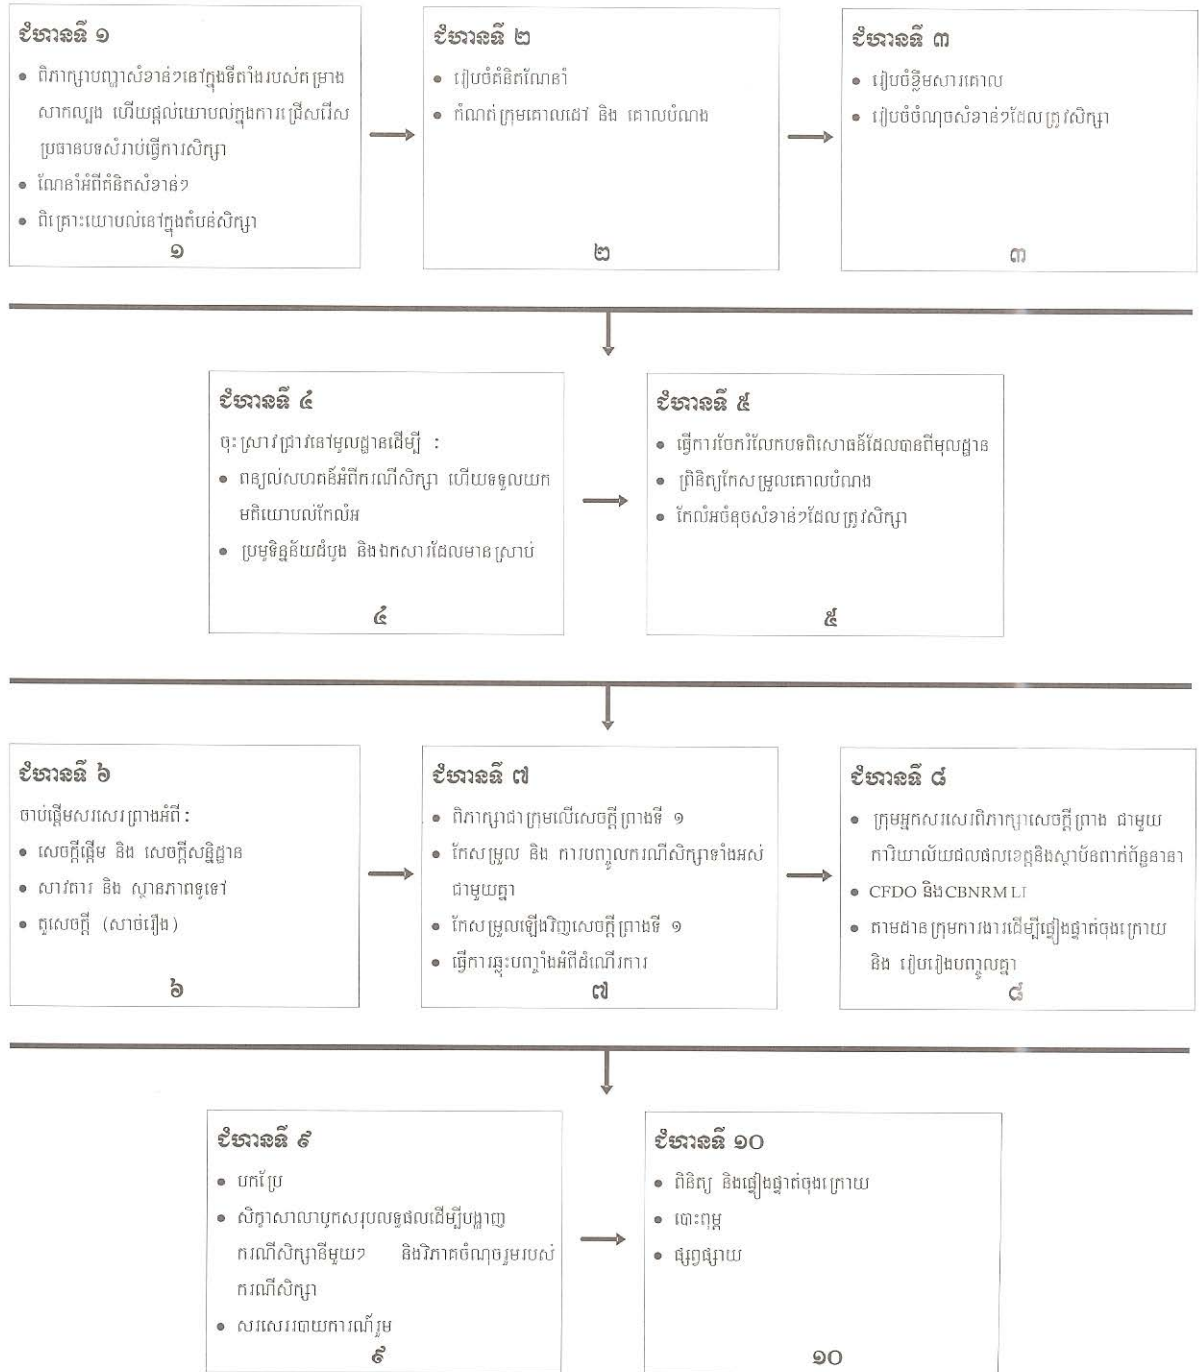 ជំហានទី ១
• ពិភាក្សាបញ្ហាសំខាន់ៗនៅក្នុងទីតាំងរបស់គម្រោង
សាកល្បង ហើយផ្តល់យោបល់ក្នុងការជ្រើសរើស
ប្រធានបទសំរាប់ធ្វើការសិក្សា
• ណែនាំអំពីគំនិតសំខាន់ៗ
• ពិគ្រោះយោបល់នៅក្នុងតំបន់សិក្សា
១
ជំហានទី ២
• រៀបចំគំនិតណែនាំ
• កំណត់ក្រុមគោលដៅ និង គោលបំណង
២
ជំហានទី ៣
• រៀបចំខ្លឹមសារគោល
• រៀបចំចំណុចសំខាន់ៗដែលត្រូវសិក្សា
៣
ជំហានទី ៤
ចុះស្រាវជ្រាវនៅមូលដ្ឋានដើម្បី :
• ពន្យល់សហគន៍អំពីករណីសិក្សា ហើយទទួលយក
មតិយោបល់កែលំអ
• ប្រមូទិន្នន័យដំបូង និងឯកសារដែលមានស្រាប់
៤
ជំហានទី ៥
• ធ្វើការចែករំលែកបទពិសោធន៍ដែលបានពីមូលដ្ឋាន
• ព្រិនិត្យកែសម្រួលគោលបំណង
• កែលំអចំនុចសំខាន់ៗដែលត្រូវសិក្សា
៥
ជំហានទី ៦
ចាប់ផ្តើមសរសេរព្រាងអំពី :
• សេចក្តីផ្តើម និង សេចក្តីសន្និដ្ឋាន
• សាវតារ និង ស្ថានភាពទូទៅ
• តួសេចក្តី (សាច់រឿង)
៦
ជំហានទី ៧
• ពិភាក្សាជាក្រុមលើសេចក្តីព្រាងទី ១
• កែសម្រួល និង ការបញ្ចូលករណីសិក្សាទាំងអស់
ជាមួយគ្នា
• កែសម្រួលឡើងវិញសេចក្តីព្រាងទី ១
• ធ្វើការឆ្លុះបញ្ចាំងអំពីដំណើរការ
៧
ជំហានទី ៨
• ក្រុមអ្នកសរសេរពិភាក្សាសេចក្តីព្រាង ជាមួយ
ការិយាល័យជលផលខេត្តនិងស្ថាប័នពាក់ព័ន្ធនានា
• CFDO និងCBNRM LI
• តាមដានក្រុមការងារដើម្បីផ្ទៀងផ្ទាត់ចុងក្រោយ
និង រៀបរៀងបញ្ចូលគ្នា
៨
ជំហានទី ៩
• បកប្រែ
• សិក្ខាសាលាបូកសរុបលទ្ធផលដើម្បីបង្ហាញ
ករណីសិក្សានីមួយៗ និងវិភាគចំណុចរួមរបស់
ករណីសិក្សា
• សរសេររបាយការណ៍រួម
៩
ជំហានទី ១០
• ពិនិត្យ និងផ្ទៀងផ្ទាត់ចុងក្រោយ
• បោះពុម្ព
• ផ្សព្វផ្សាយ
១០